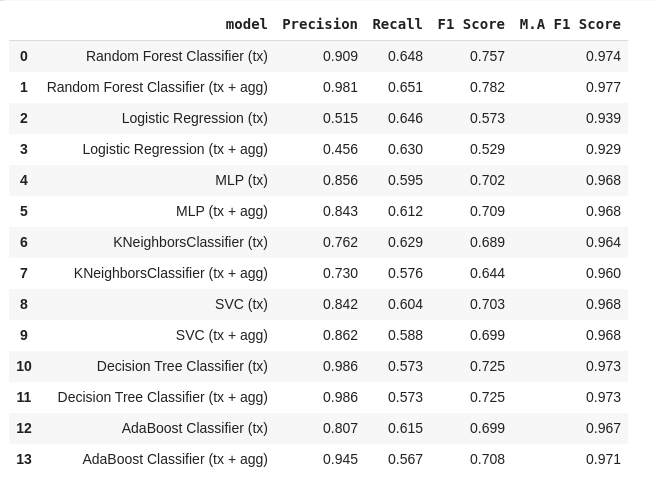 model Precision Recall F1 Score M.A F1 Score
0 Random Forest Classifier (tx) 0.909 0.648 0.757 0.974
1 Random Forest Classifier (tx + agg) 0.981 0.651 0.782 0.977
2 Logistic Regression (tx) 0.515 0.646 0.573 0.939
3 Logistic Regression (tx + agg) 0.456 0.630 0.529 0.929
4 MLP (tx) 0.856 0.595 0.702 0.968
5 MLP (tx + agg) 0.843 0.612 0.709 0.968
6 KNeighborsClassifier (tx) 0.762 0.629 0.689 0.964
7 KNeighborsClassifier (tx + agg) 0.730 0.576 0.644 0.960
8 SVC (tx) 0.842 0.604 0.703 0.968
9 SVC (tx + agg) 0.862 0.588 0.699 0.968
10 Decision Tree Classifier (tx) 0.986 0.573 0.725 0.973
11 Decision Tree Classifier (tx + agg) 0.986 0.573 0.725 0.973
12 AdaBoost Classifier (tx) 0.807 0.615 0.699 0.967
13 AdaBoost Classifier (tx + agg) 0.945 0.567 0.708 0.971